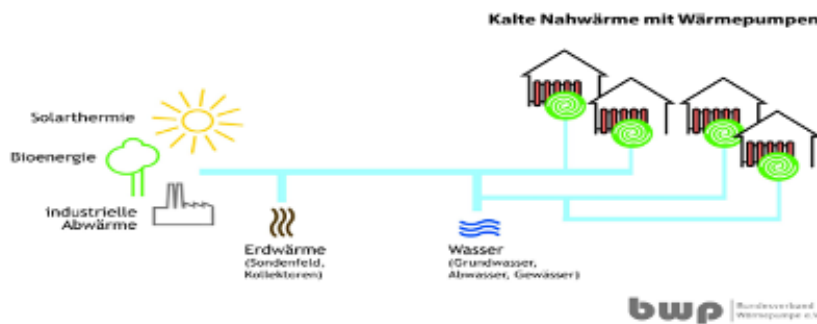 Kalte Nahwärme mit Wärmepumpen
Solarthermie
Bioenergie
industrielle
Abwärme
Erdwärme
(Sondenfeld,
Kollektoren)
Wasser
(Grundwasser,
Abwasser, Gewässer)
bwp
Bundesverband
Wärmepumpe e.V.